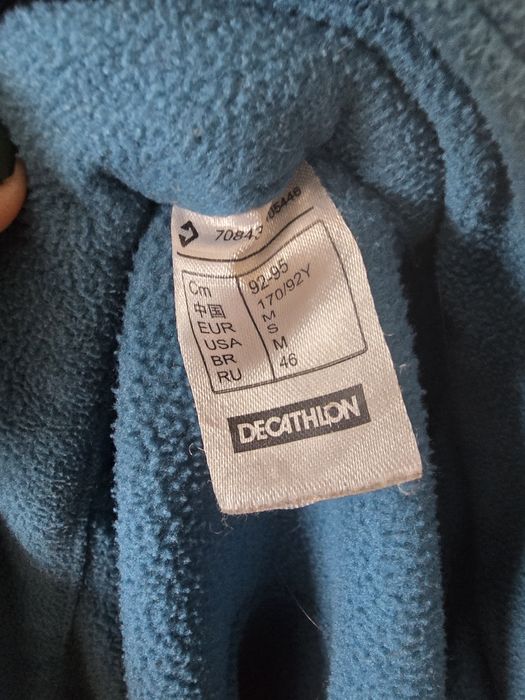 70843
Cm 92-95
中国 170/92Y
EUR M
USA S
BR M
RU 46
DECATHLON